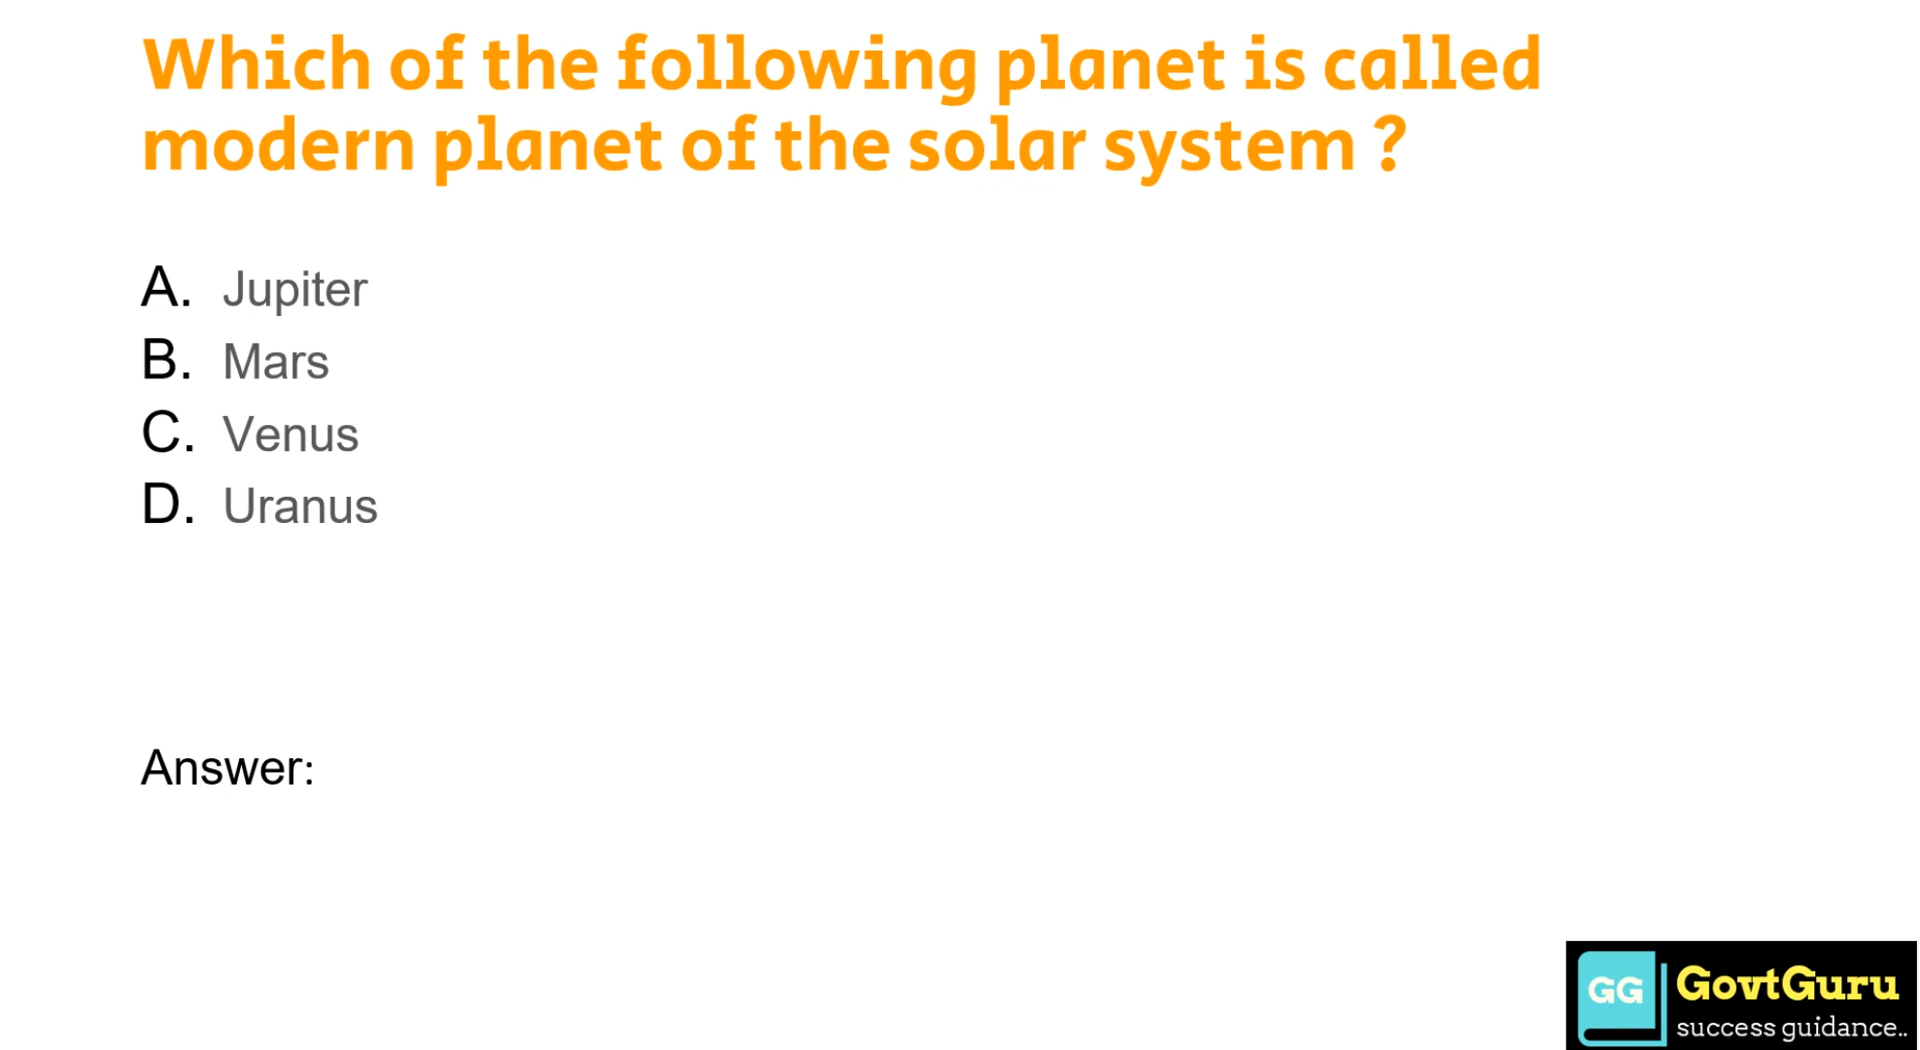 Which of the following planet is called
modern planet of the solar system ?
A. Jupiter
B. Mars
C. Venus
D. Uranus
Answer:
GG GovtGuru
success guidance..